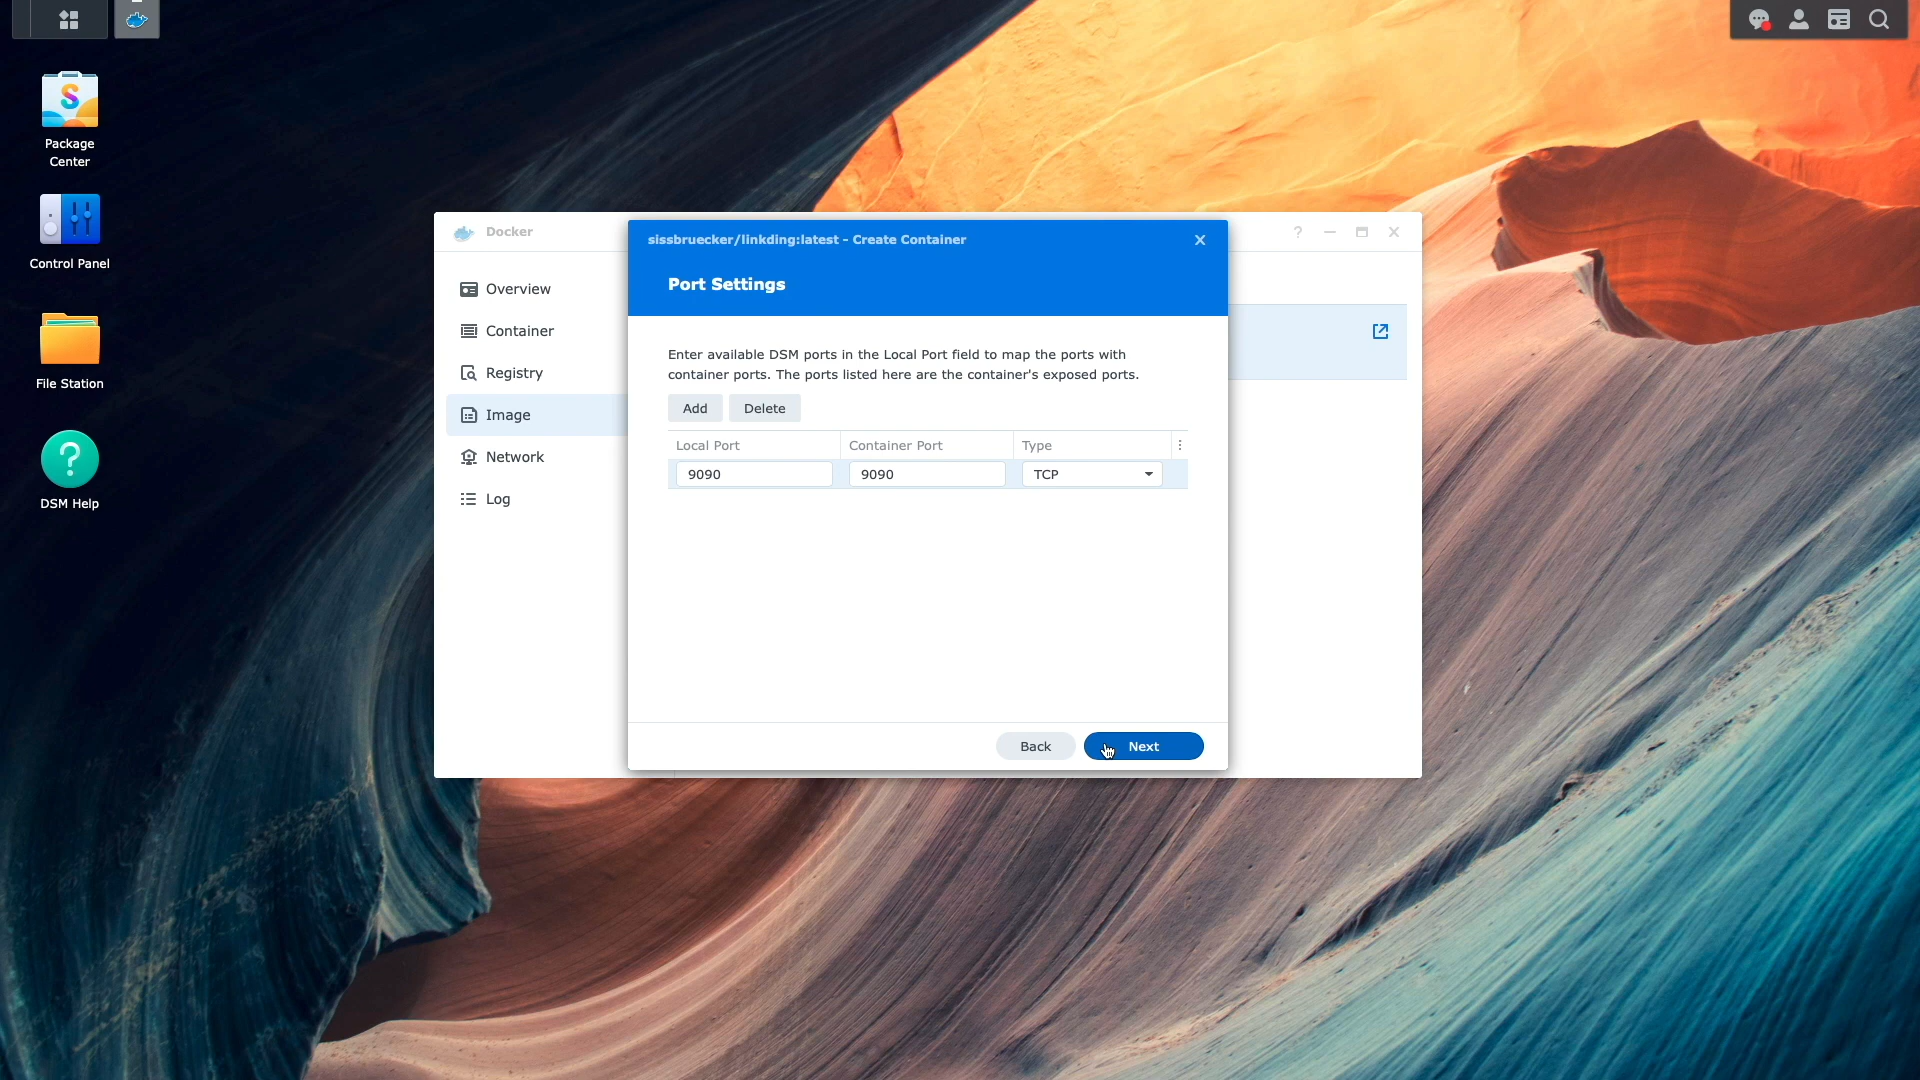 Package
Center
Control Panel
File Station
DSM Help
Docker
Overview
Container
Registry
Image
Network
Log
sissbruecker/linkding:latest - Create Container
Port Settings
Enter available DSM ports in the Local Port field to map the ports with
container ports. The ports listed here are the container's exposed ports.
Add Delete
Local Port Container Port Type
9090 9090 TCP
Back Next